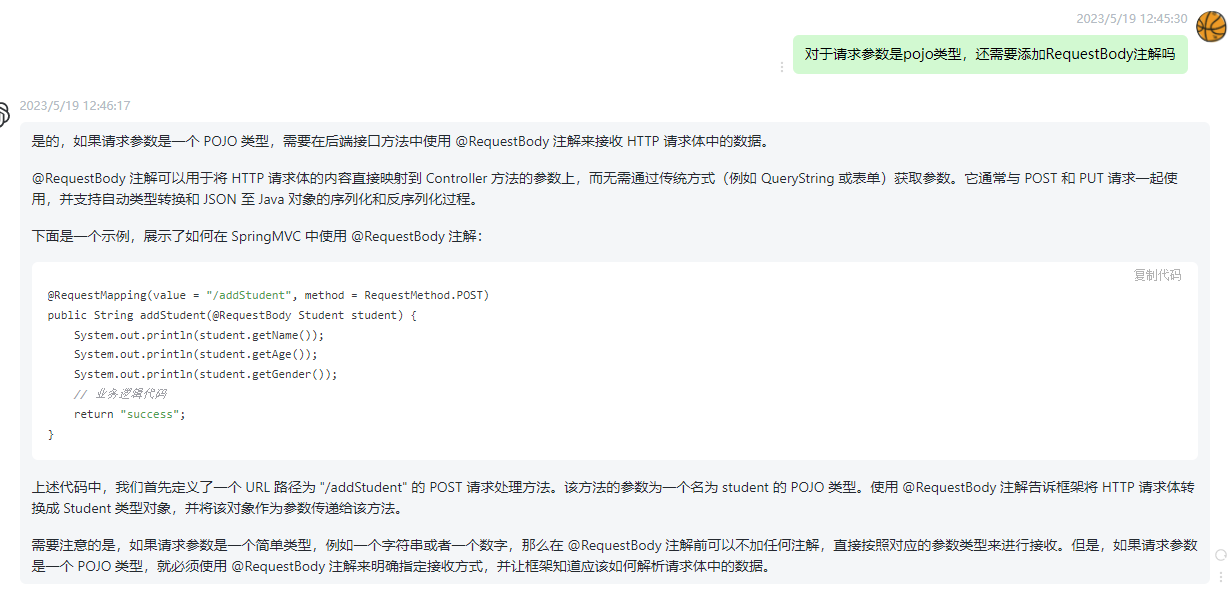 2023/5/19 12:45:30
对于请求参数是pojo类型，还需要添加RequestBody注解吗
2023/5/19 12:46:17
是的，如果请求参数是一个 POJO 类型，需要在后端接口方法中使用 @RequestBody 注解来接收 HTTP 请求体中的数据。
@RequestBody 注解可以用于将 HTTP 请求体的内容直接映射到 Controller 方法的参数上，而无需通过传统方式（例如 QueryString 或表单）获取参数。它通常与 POST 和 PUT 请求一起使
用，并支持自动类型转换和 JSON 至 Java 对象的序列化和反序列化过程。
下面是一个示例，展示了如何在 SpringMVC 中使用 @RequestBody 注解：
复制代码
@RequestMapping(value = "/addStudent", method = RequestMethod.POST)
public String addStudent(@RequestBody Student student) {
    System.out.println(student.getName());
    System.out.println(student.getAge());
    System.out.println(student.getGender());
    // 业务逻辑代码
    return "success";
}
上述代码中，我们首先定义了一个 URL 路径为 "/addStudent" 的 POST 请求处理方法。该方法的参数为一个名为 student 的 POJO 类型。使用 @RequestBody 注解告诉框架将 HTTP 请求体转
换成 Student 类型对象，并将该对象作为参数传递给该方法。
需要注意的是，如果请求参数是一个简单类型，例如一个字符串或者一个数字，那么在 @RequestBody 注解前可以不加任何注解，直接按照对应的参数类型来进行接收。但是，如果请求参数
是一个 POJO 类型，就必须使用 @RequestBody 注解来明确指定接收方式，并让框架知道应该如何解析请求体中的数据。